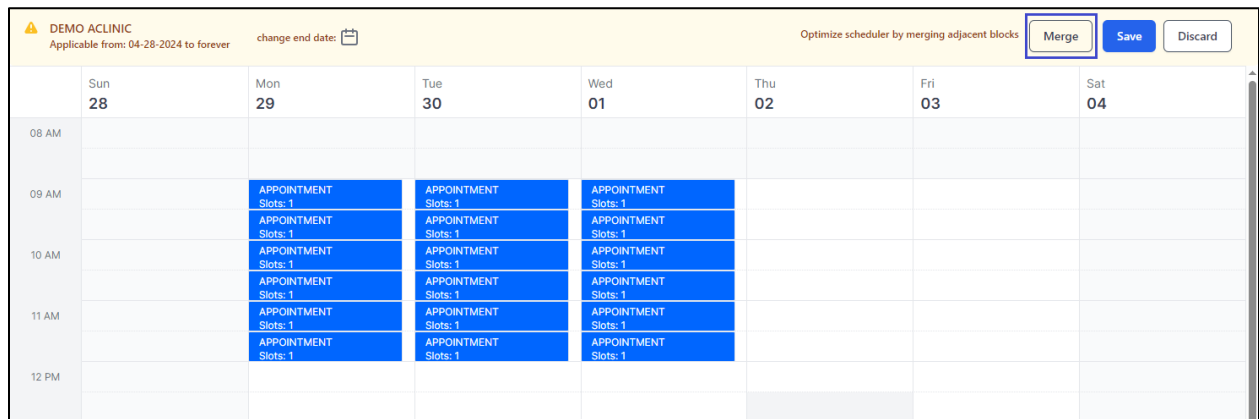 DEMO ACLINIC
Applicable from: 04-28-2024 to forever
change end date:
Optimize scheduler by merging adjacent blocks
Merge
Save
Discard
Sun Mon Tue Wed Thu Fri Sat
28 29 30 01 02 03 04
08 AM
09 AM
APPOINTMENT APPOINTMENT APPOINTMENT
Slots: 1 Slots: 1 Slots: 1
APPOINTMENT APPOINTMENT APPOINTMENT
Slots: 1 Slots: 1 Slots: 1
10 AM
APPOINTMENT APPOINTMENT APPOINTMENT
Slots: 1 Slots: 1 Slots: 1
APPOINTMENT APPOINTMENT APPOINTMENT
Slots: 1 Slots: 1 Slots: 1
11 AM
APPOINTMENT APPOINTMENT APPOINTMENT
Slots: 1 Slots: 1 Slots: 1
APPOINTMENT APPOINTMENT APPOINTMENT
Slots: 1 Slots: 1 Slots: 1
12 PM